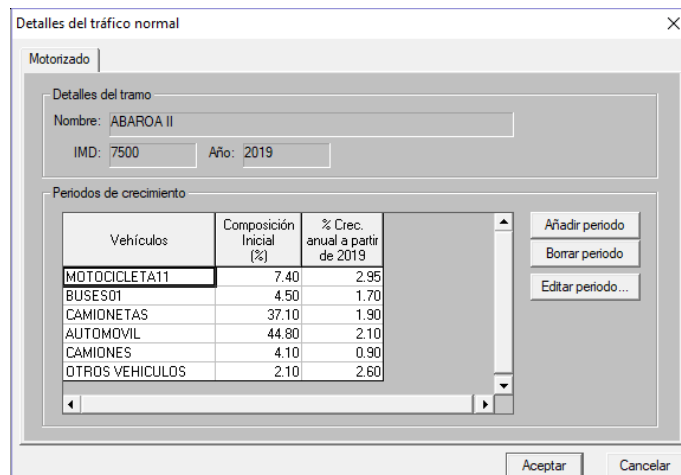 Detalles del tráfico normal
Motorizado
Detalles del tramo
Nombre: ABAROA II
IMD: 7500 Año: 2019
Periodos de crecimiento
Vehículos Composición Inicial (%) % Crec. anual a partir de 2019
MOTOCICLETA11 7.40 2.95
BUSES01 4.50 1.70
CAMIONETAS 37.10 1.90
AUTOMOVIL 44.80 2.10
CAMIONES 4.10 0.90
OTROS VEHICULOS 2.10 2.60
Añadir periodo
Borrar periodo
Editar periodo...
Aceptar Cancelar